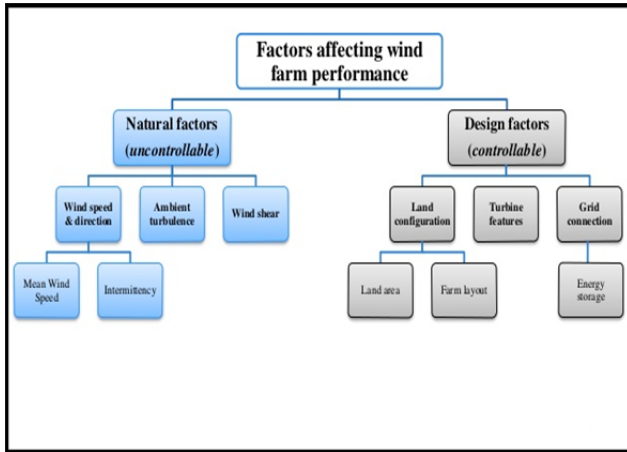 Factors affecting wind
farm performance
Natural factors
(uncontrollable)
Design factors
(controllable)
Wind speed
& direction
Ambient
turbulence
Wind shear
Land
configuration
Turbine
features
Grid
connection
Mean Wind
Speed
Intermittency
Land area
Farm layout
Energy
storage